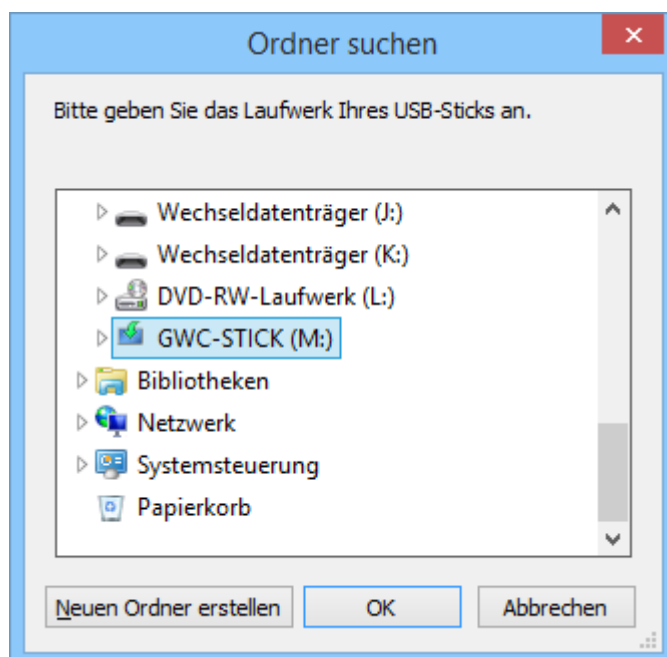 Ordner suchen
Bitte geben Sie das Laufwerk Ihres USB-Sticks an.
Wechseldatenträger (J:)
Wechseldatenträger (K:)
DVD-RW-Laufwerk (L:)
GWC-STICK (M:)
Bibliotheken
Netzwerk
Systemsteuerung
Papierkorb
Neuen Ordner erstellen OK Abbrechen